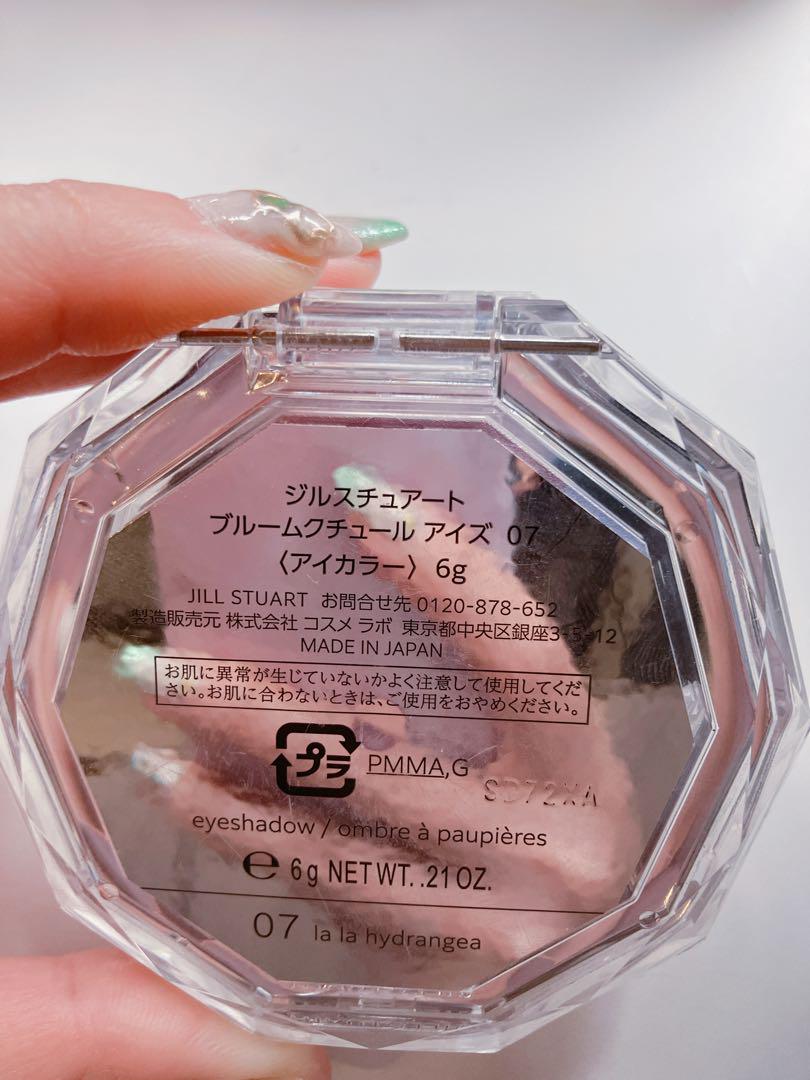 ジルスチュアート
ブルームクチュール アイズ 07
〈アイカラー〉 6g
JILL STUART お問合せ先 0120-878-652
製造販売元 株式会社 コスメ ラボ 東京都中央区銀座3-5-12
MADE IN JAPAN
お肌に異常が生じていないかよく注意して使用してくだ
さい。お肌に合わないときは、ご使用をおやめください。
プラ PMMA,G
SD72XA
eyeshadow / ombre à paupières
e 6g NET WT. .21 OZ.
07 la la hydrangea